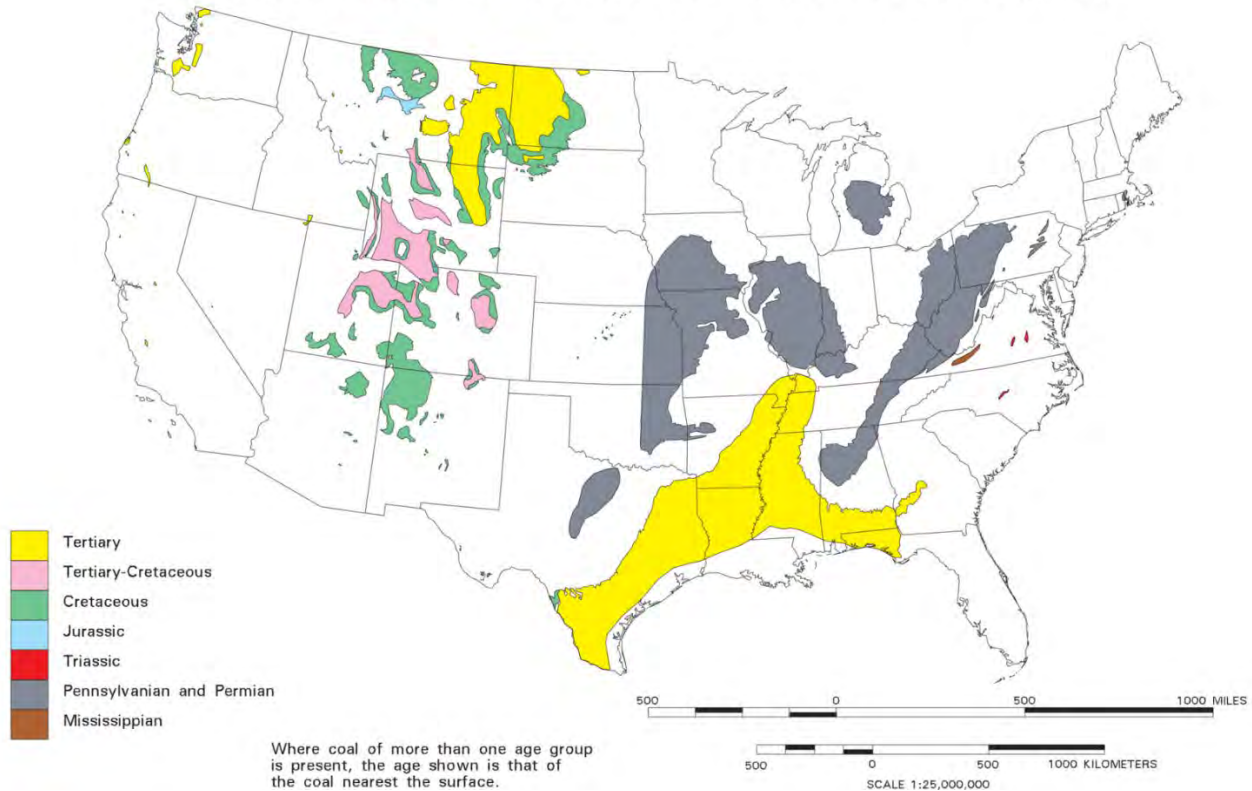 Tertiary
Tertiary-Cretaceous
Cretaceous
Jurassic
Triassic
Pennsylvanian and Permian
Mississippian
Where coal of more than one age group
is present, the age shown is that of
the coal nearest the surface.
500 0 500 1000 MILES
500 0 500 1000 KILOMETERS
SCALE 1:25,000,000